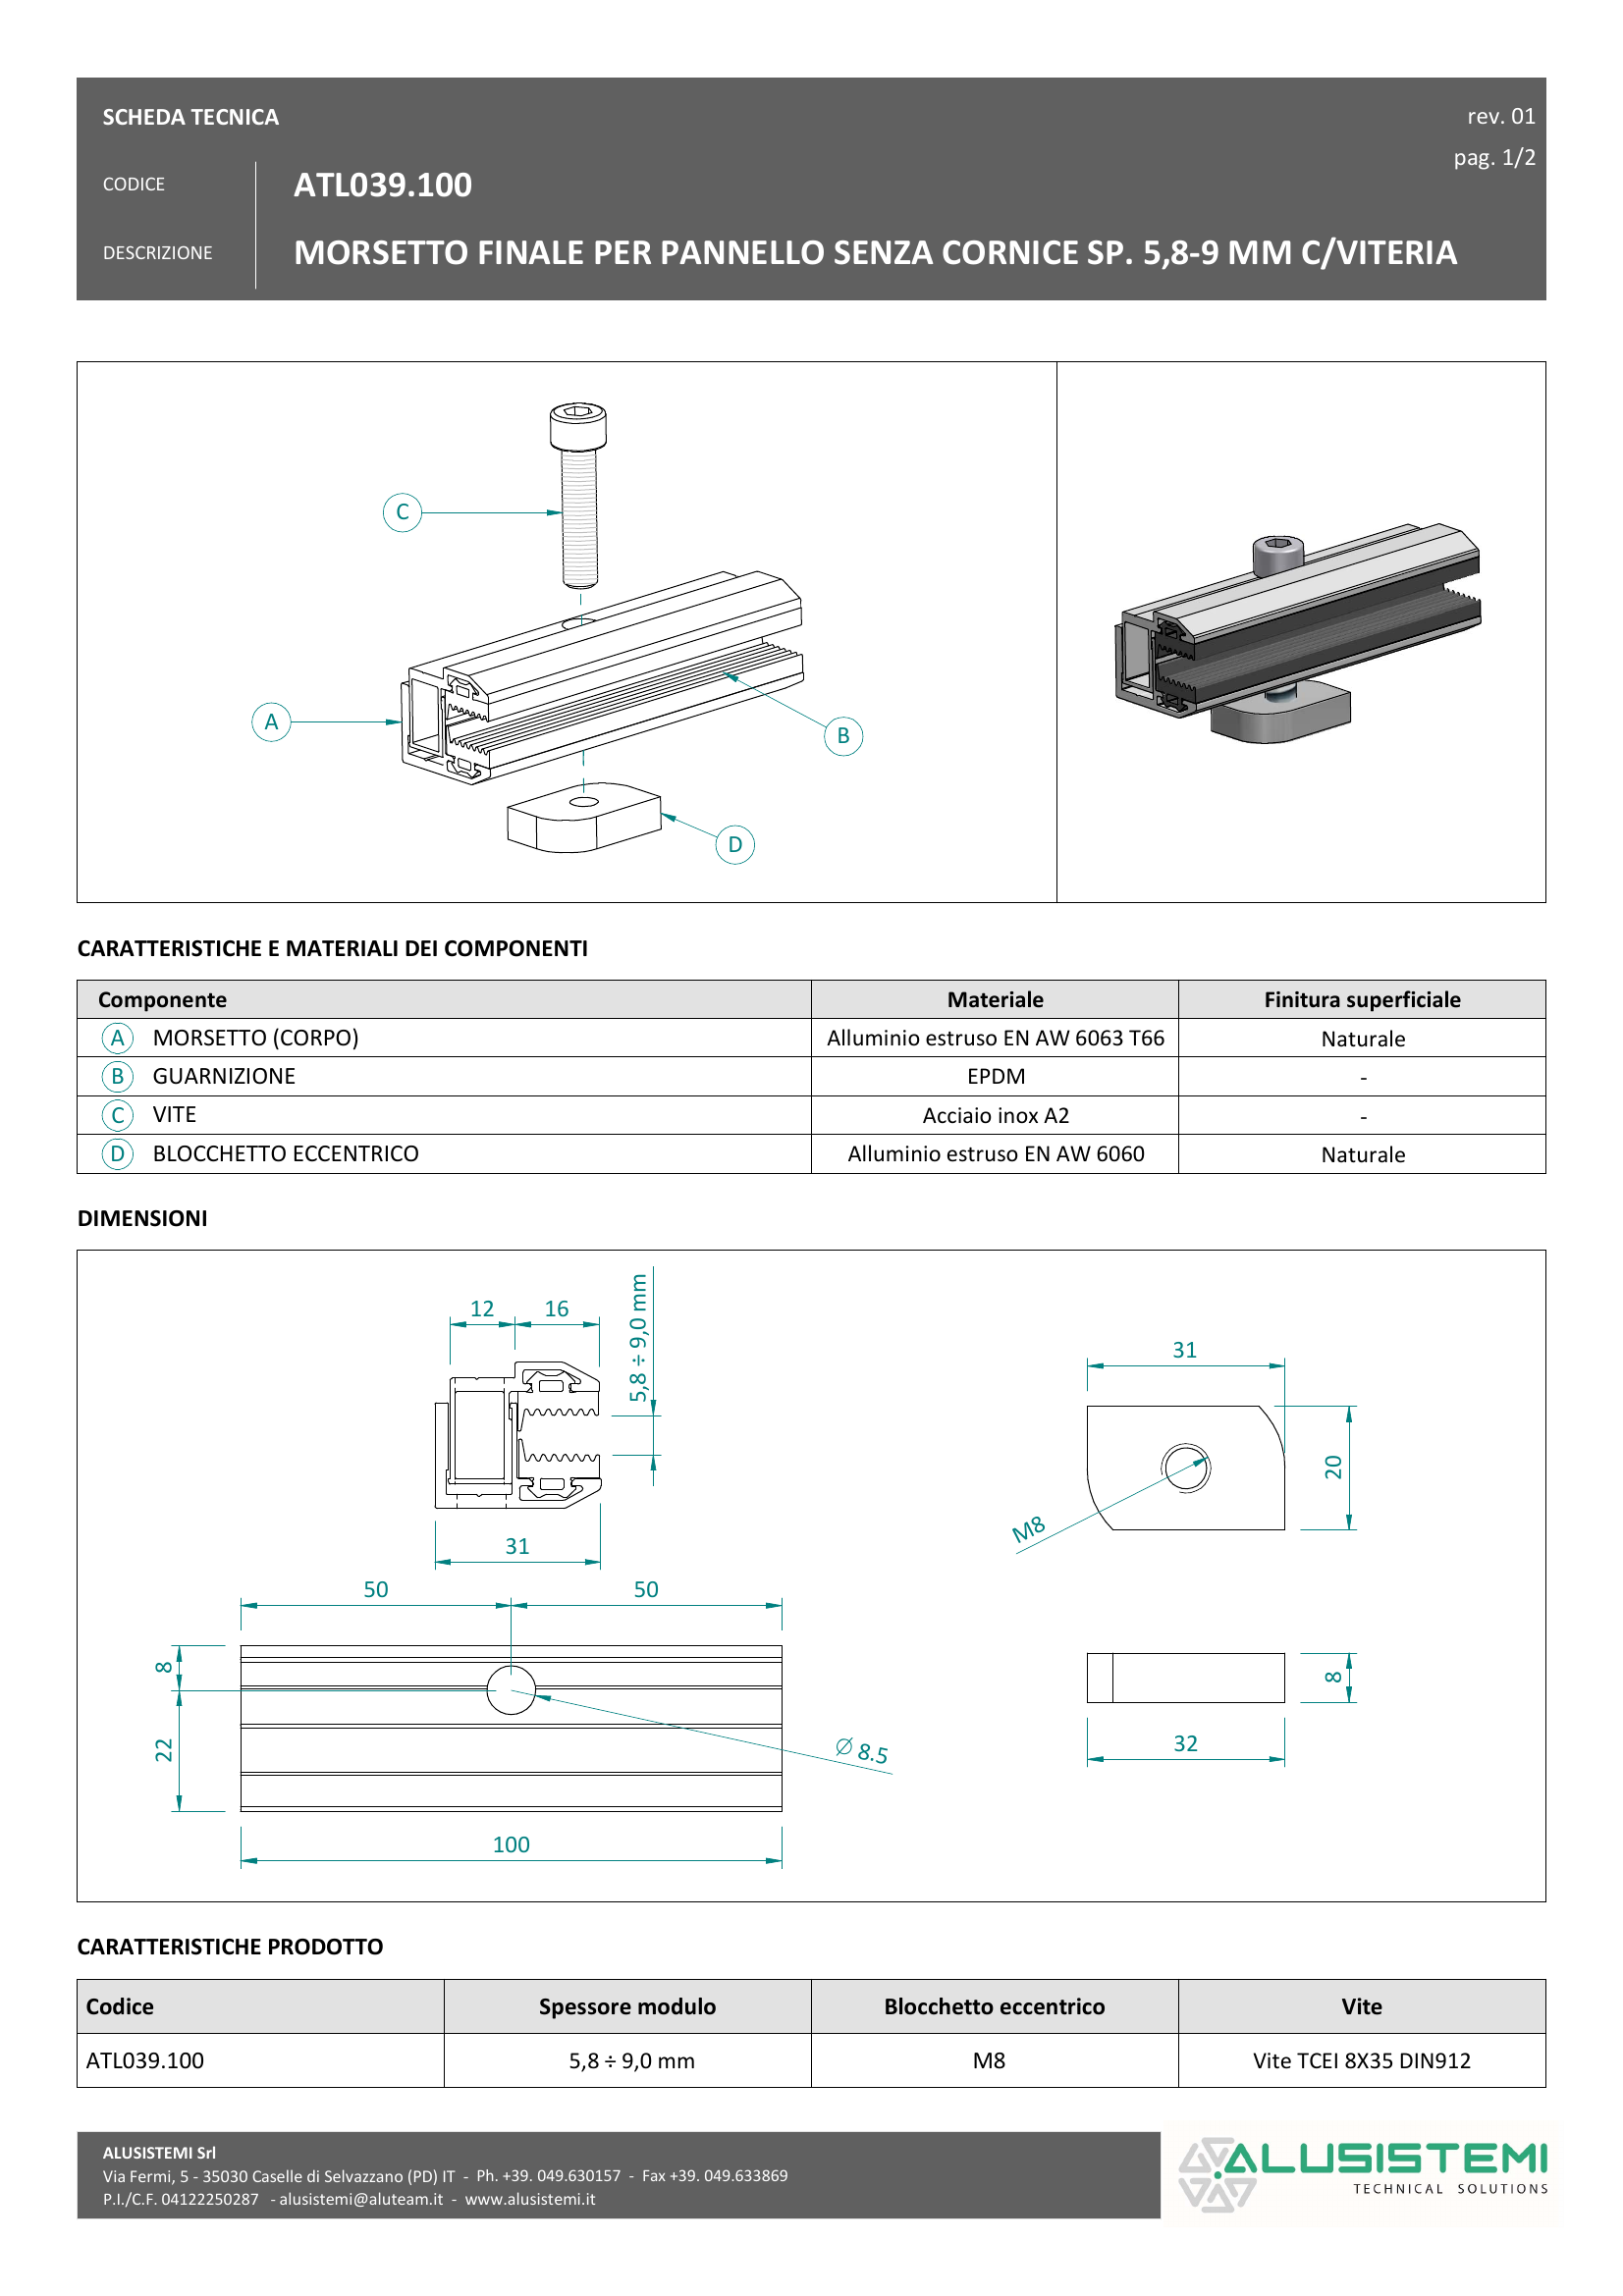 SCHEDA TECNICA
rev. 01
pag. 1/2
CODICE
ATL039.100
DESCRIZIONE
MORSETTO FINALE PER PANNELLO SENZA CORNICE SP. 5,8-9 MM C/VITERIA
C
A
B
D
CARATTERISTICHE E MATERIALI DEI COMPONENTI
Componente Materiale Finitura superficiale
A MORSETTO (CORPO) Alluminio estruso EN AW 6063 T66 Naturale
B GUARNIZIONE EPDM -
C VITE Acciaio inox A2 -
D BLOCCHETTO ECCENTRICO Alluminio estruso EN AW 6060 Naturale
DIMENSIONI
12 16
5,8 ÷ 9,0 mm
31
31
20
M8
50 50
8
22
∅ 8.5
100
8
32
CARATTERISTICHE PRODOTTO
Codice Spessore modulo Blocchetto eccentrico Vite
ATL039.100 5,8 ÷ 9,0 mm M8 Vite TCEI 8X35 DIN912
ALUSISTEMI Srl
Via Fermi, 5 - 35030 Caselle di Selvazzano (PD) IT - Ph. +39. 049.630157 - Fax +39. 049.633869
P.I./C.F. 04122250287 - alusistemi@aluteam.it - www.alusistemi.it
ALUSISTEMI
TECHNICAL SOLUTIONS